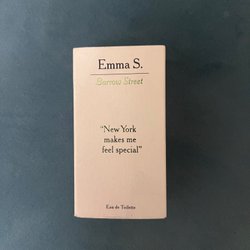 Emma S.
Barrow Street
“New York
makes me
feel special”
Eau de Toilette